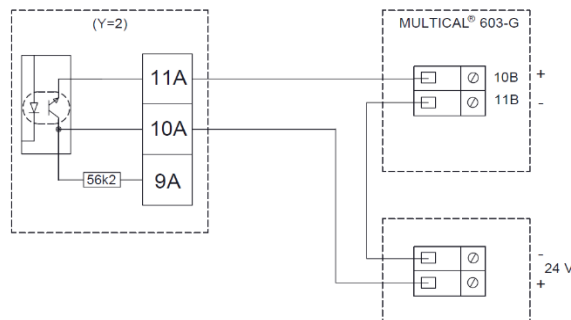 (Y=2)
MULTICAL® 603-G
11A
10B +
11B -
10A
56k2
9A
-
24 V
+